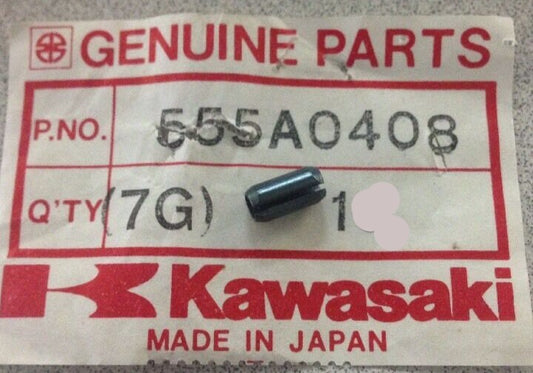 GENUINE PARTS
P.NO. 555A0408
Q'TY (7G) 1
Kawasaki
MADE IN JAPAN